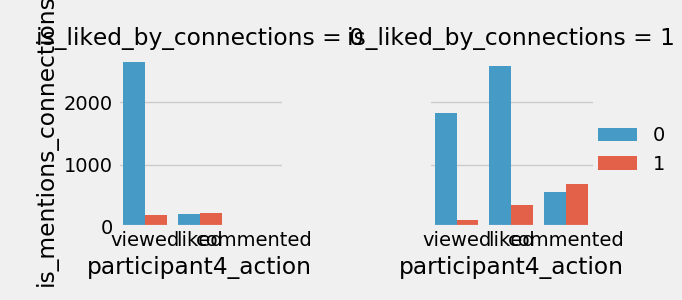 is_liked_by_connections = 0
is_liked_by_connections = 1
is_mentions_connections
2000
1000
0
viewed
liked
commented
viewed
liked
commented
participant4_action
participant4_action
0
1